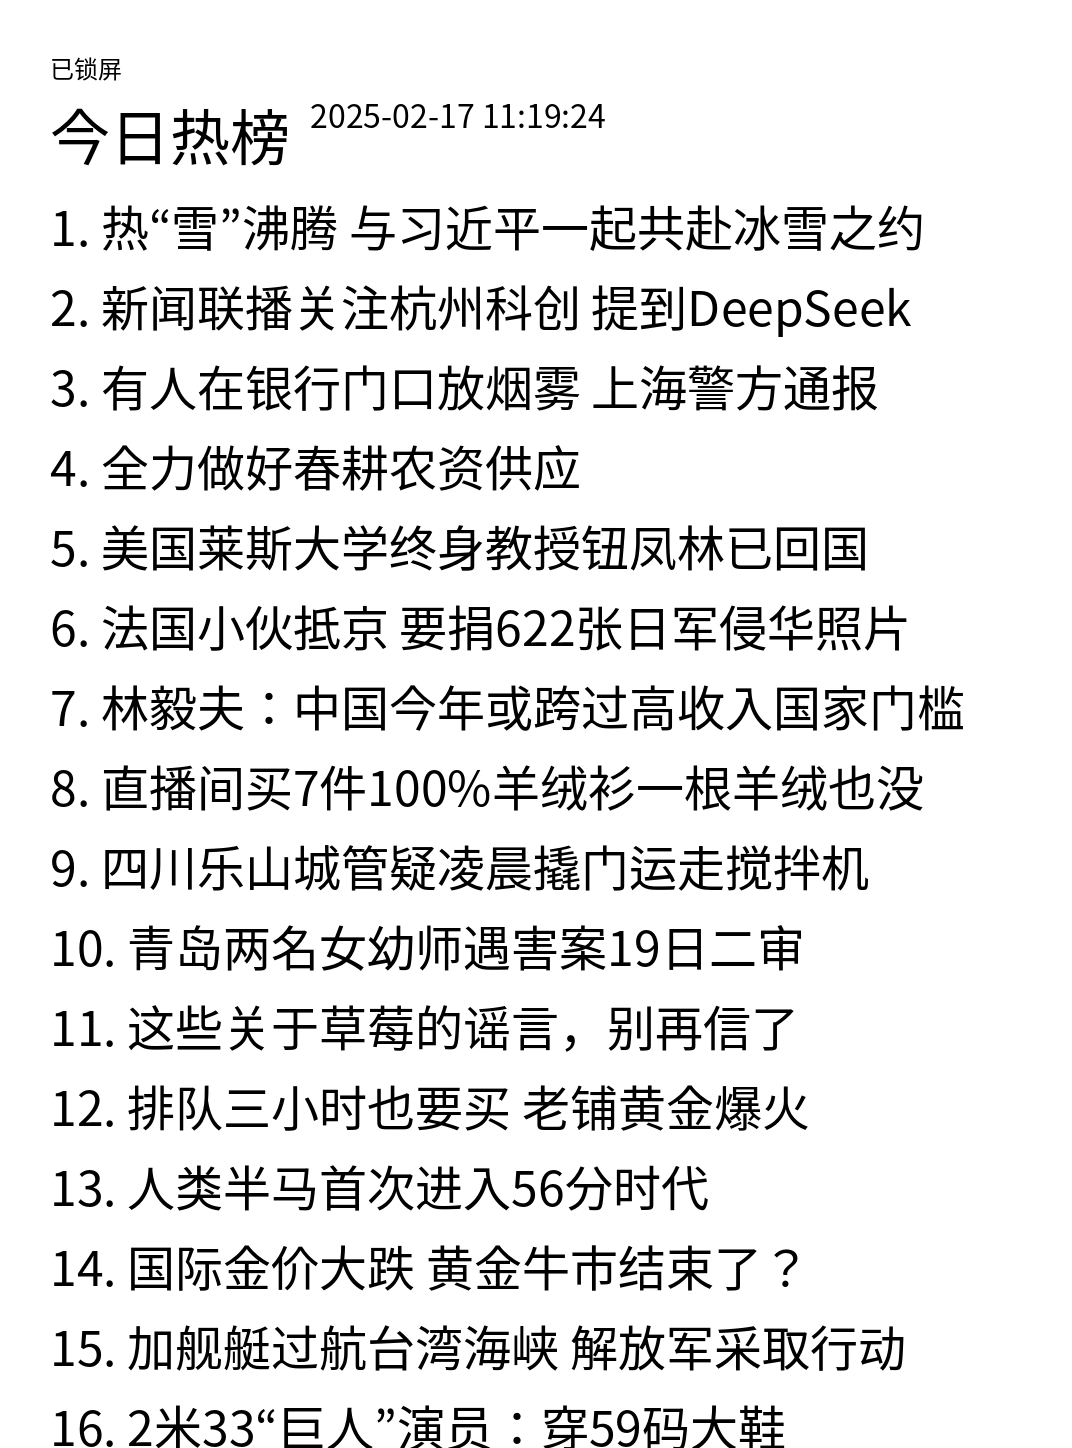 已锁屏
今日热榜 2025-02-17 11:19:24
1. 热“雪”沸腾 与习近平一起共赴冰雪之约
2. 新闻联播关注杭州科创 提到DeepSeek
3. 有人在银行门口放烟雾 上海警方通报
4. 全力做好春耕农资供应
5. 美国莱斯大学终身教授钮凤林已回国
6. 法国小伙抵京 要捐622张日军侵华照片
7. 林毅夫：中国今年或跨过高收入国家门槛
8. 直播间买7件100%羊绒衫一根羊绒也没
9. 四川乐山城管疑凌晨撬门运走搅拌机
10. 青岛两名女幼师遇害案19日二审
11. 这些关于草莓的谣言，别再信了
12. 排队三小时也要买 老铺黄金爆火
13. 人类半马首次进入56分时代
14. 国际金价大跌 黄金牛市结束了？
15. 加舰艇过航台湾海峡 解放军采取行动
16. 2米33“巨人”演员：穿59码大鞋